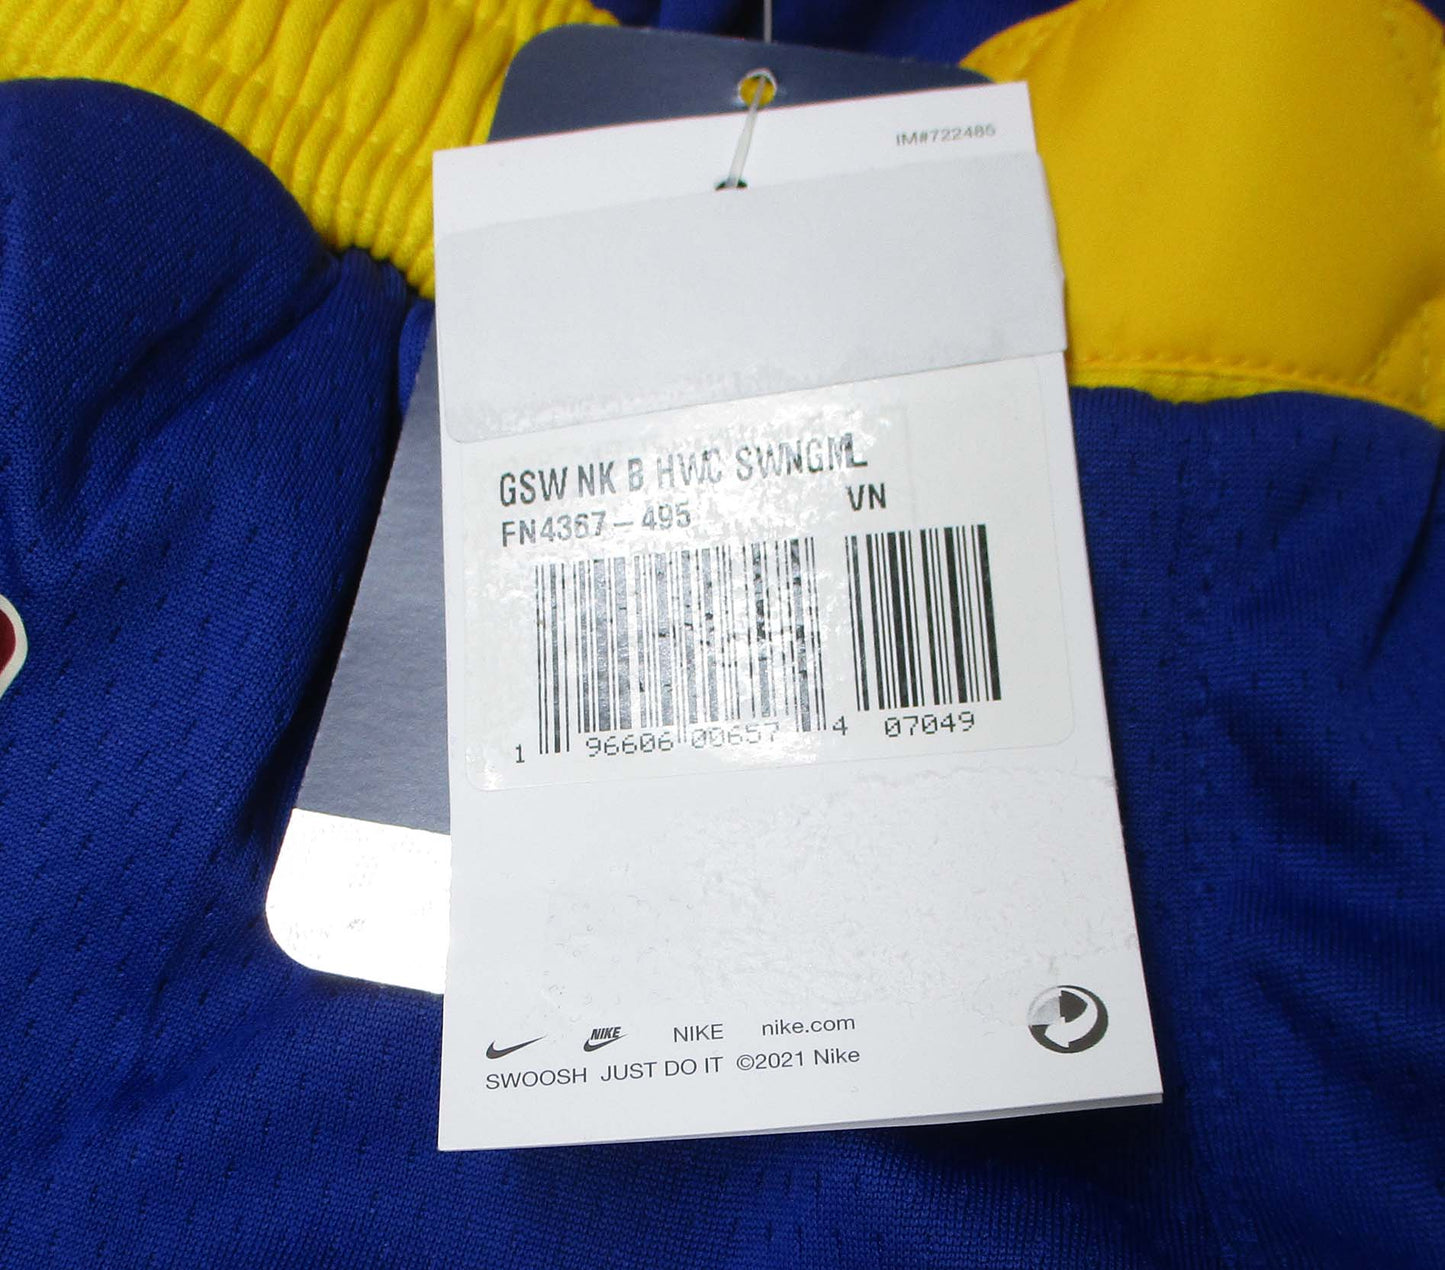 IM#722485
GSW NK B HWC SWNGML
FN4367-495 VN
1 96606 00657 4 07049
NIKE NIKE nike.com
SWOOSH JUST DO IT ©2021 Nike